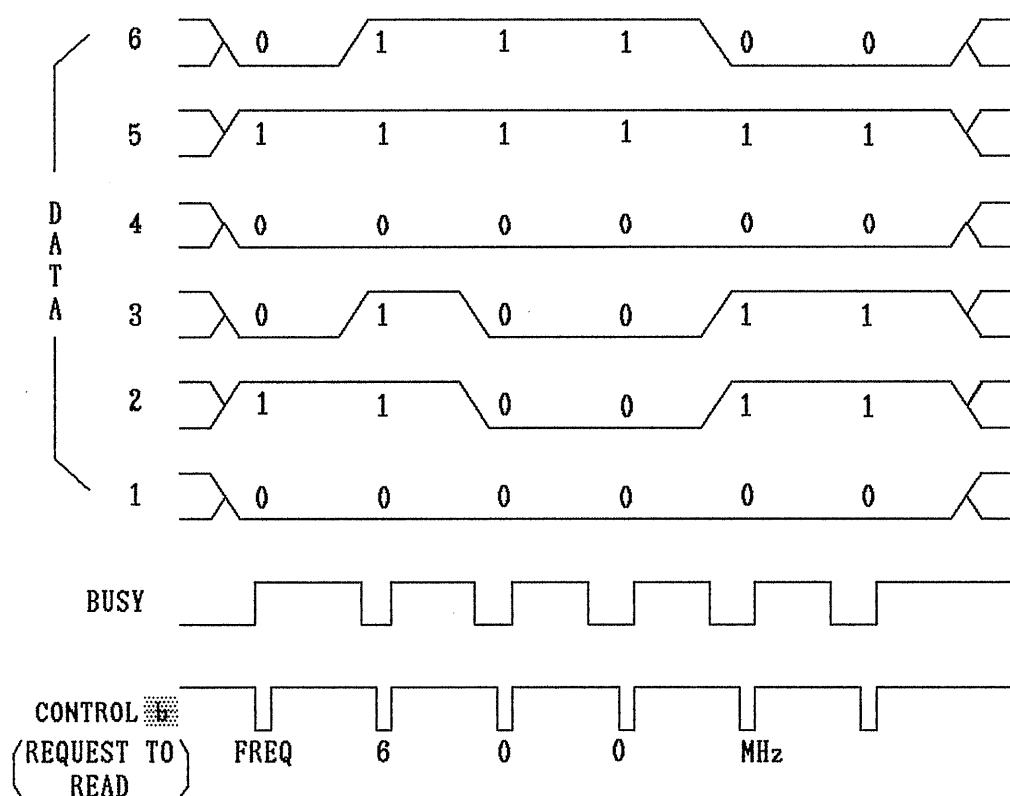 6 0 1 1 1 0 0
5 1 1 1 1 1 1
DATA
4 0 0 0 0 0 0
3 0 1 0 0 1 1
2 1 1 0 0 1 1
1 0 0 0 0 0 0
BUSY
CONTROL
(REQUEST TO READ) FREQ 6 0 0 MHz